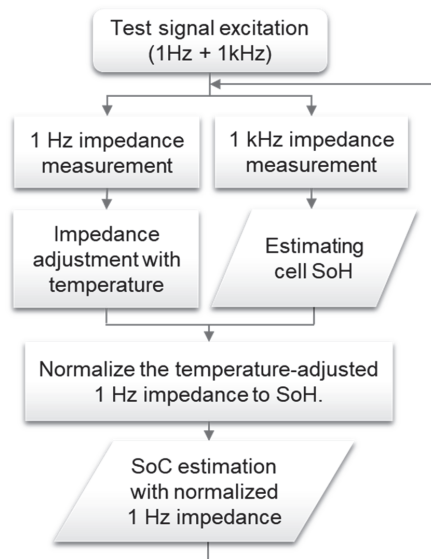 Test signal excitation
(1Hz + 1kHz)
1 Hz impedance
measurement
1 kHz impedance
measurement
Impedance
adjustment with
temperature
Estimating
cell SoH
Normalize the temperature-adjusted
1 Hz impedance to SoH.
SoC estimation
with normalized
1 Hz impedance